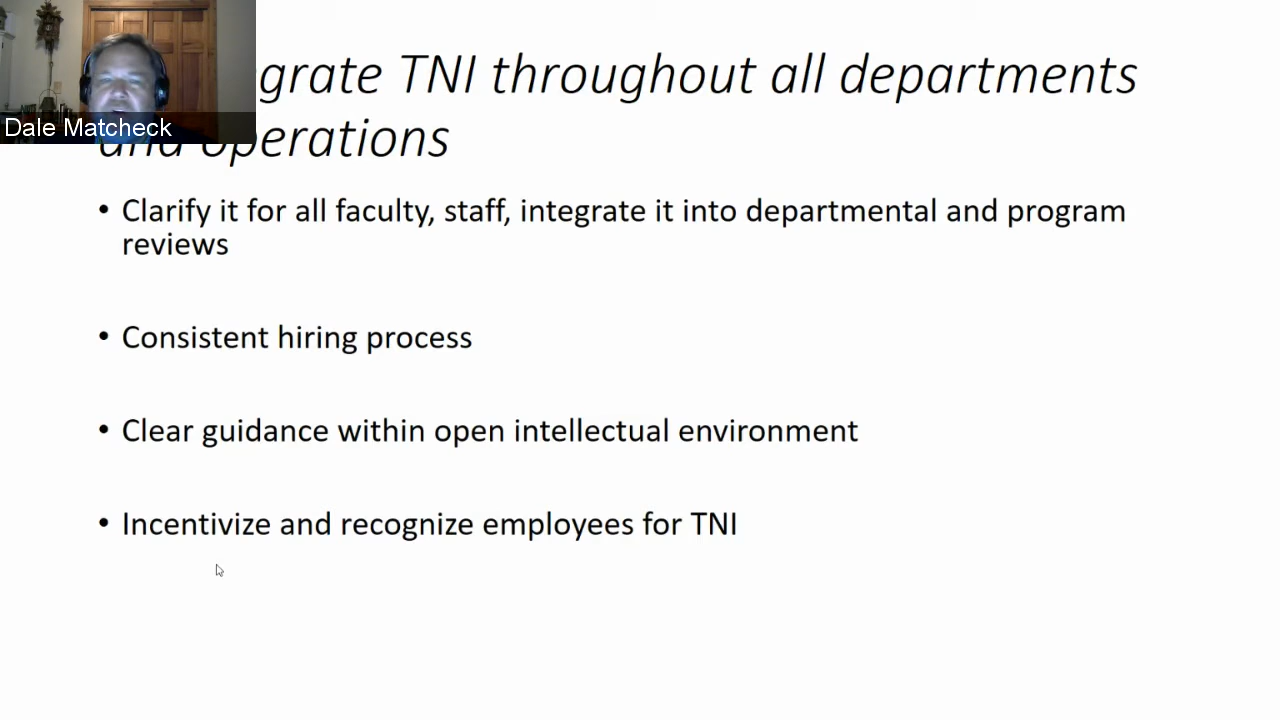 grate TNI throughout all departments
Dale Matcheck
and operations
• Clarify it for all faculty, staff, integrate it into departmental and program
reviews
• Consistent hiring process
• Clear guidance within open intellectual environment
• Incentivize and recognize employees for TNI